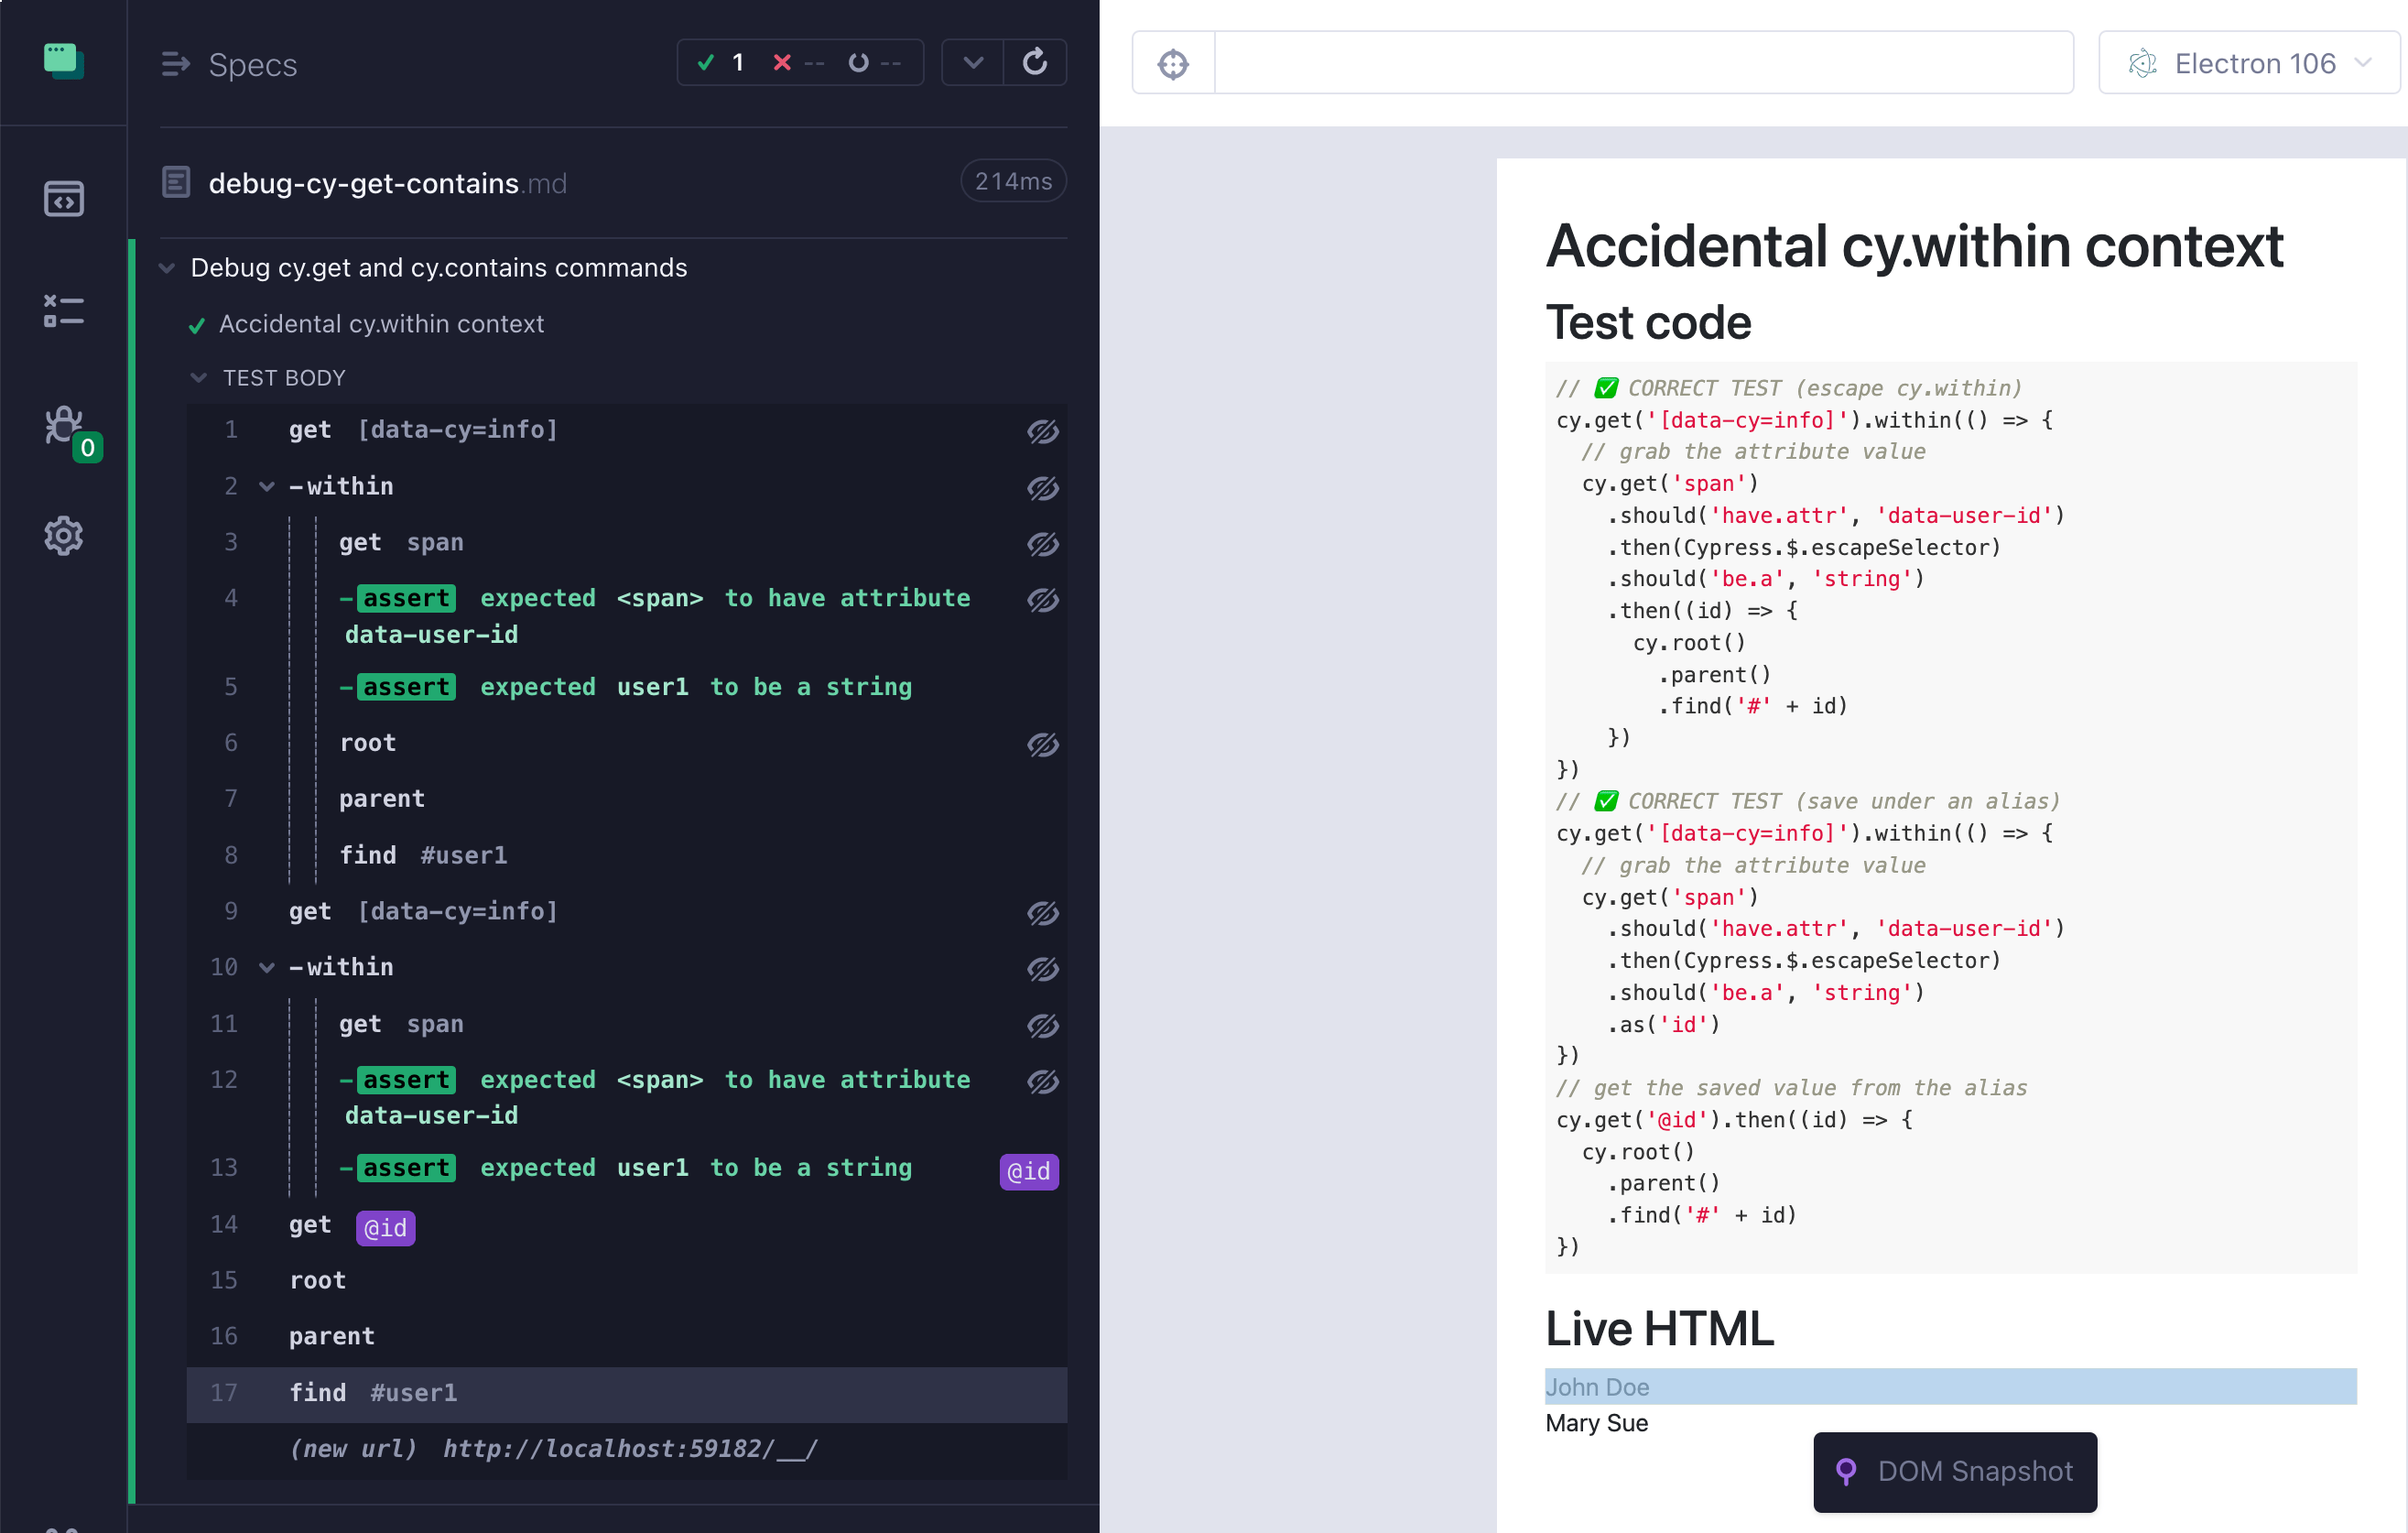 Specs
1 -- --
debug-cy-get-contains.md
214ms
Debug cy.get and cy.contains commands
Accidental cy.within context
TEST BODY
1 get [data-cy=info]
2 -within
3 get span
4 -assert expected <span> to have attribute
data-user-id
5 -assert expected user1 to be a string
6 root
7 parent
8 find #user1
9 get [data-cy=info]
10 -within
11 get span
12 -assert expected <span> to have attribute
data-user-id
13 -assert expected user1 to be a string @id
14 get @id
15 root
16 parent
17 find #user1
(new url) http://localhost:59182/__/
0
Electron 106
Accidental cy.within context
Test code
// ✅ CORRECT TEST (escape cy.within)
cy.get('[data-cy=info]').within(() => {
  // grab the attribute value
  cy.get('span')
    .should('have.attr', 'data-user-id')
    .then(Cypress.$.escapeSelector)
    .should('be.a', 'string')
    .then((id) => {
      cy.root()
        .parent()
        .find('#' + id)
    })
})
// ✅ CORRECT TEST (save under an alias)
cy.get('[data-cy=info]').within(() => {
  // grab the attribute value
  cy.get('span')
    .should('have.attr', 'data-user-id')
    .then(Cypress.$.escapeSelector)
    .should('be.a', 'string')
    .as('id')
})
// get the saved value from the alias
cy.get('@id').then((id) => {
  cy.root()
    .parent()
    .find('#' + id)
})
Live HTML
John Doe
Mary Sue
DOM Snapshot